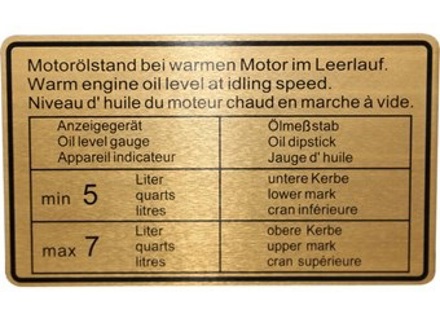 Motorölstand bei warmen Motor im Leerlauf.
Warm engine oil level at idling speed.
Niveau d' huile du moteur chaud en marche à vide.
Anzeigegerät
Oil level gauge
Appareil indicateur
Ölmeßstab
Oil dipstick
Jauge d' huile
min 5
Liter
quarts
litres
untere Kerbe
lower mark
cran inférieure
max 7
Liter
quarts
litres
obere Kerbe
upper mark
cran supérieure